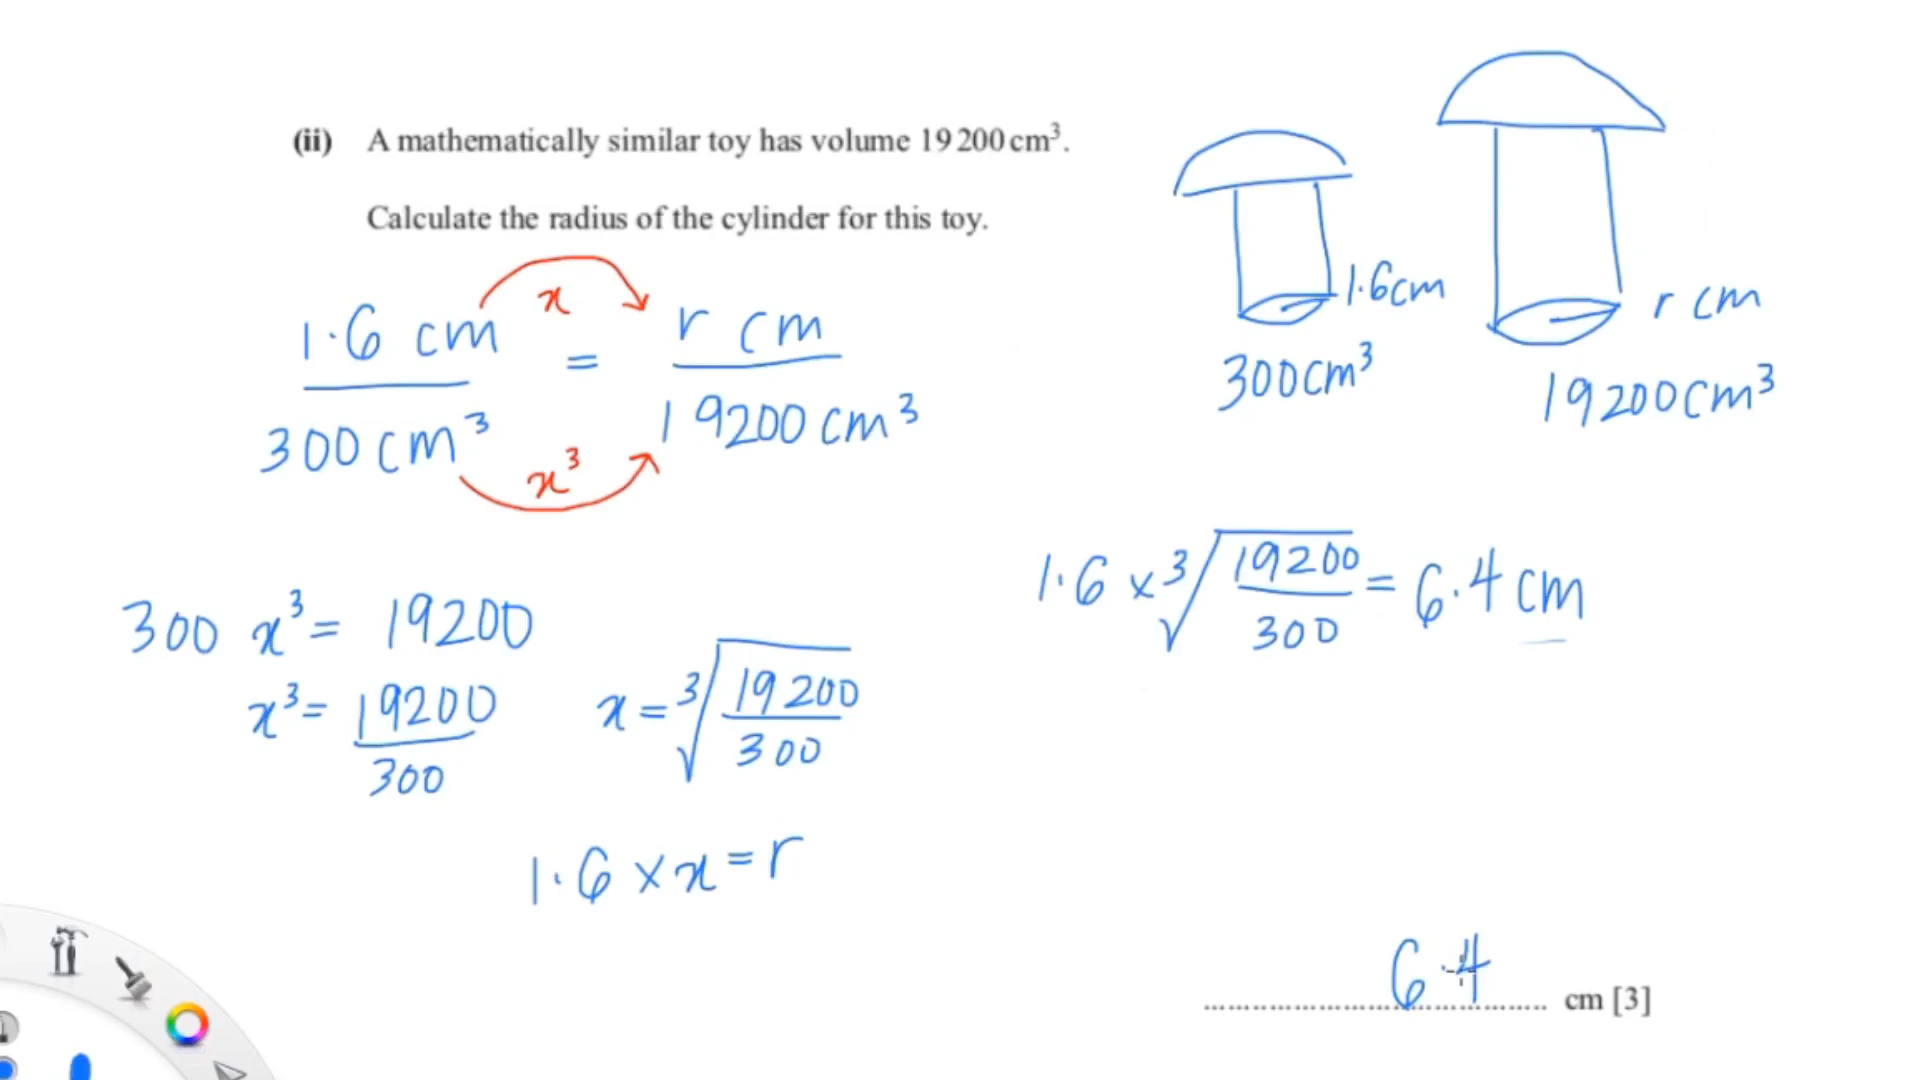 (ii) A mathematically similar toy has volume 19 200 cm³.
Calculate the radius of the cylinder for this toy.
1.6 cm / 300 cm³ = r cm / 19200 cm³
x
x³
1.6cm
300cm³
r cm
19200cm³
300 x³ = 19200
x³ = 19200 / 300
x = ³√(19200 / 300)
1.6 × x = r
1.6 × ³√(19200 / 300) = 6.4 cm
6.4 cm [3]